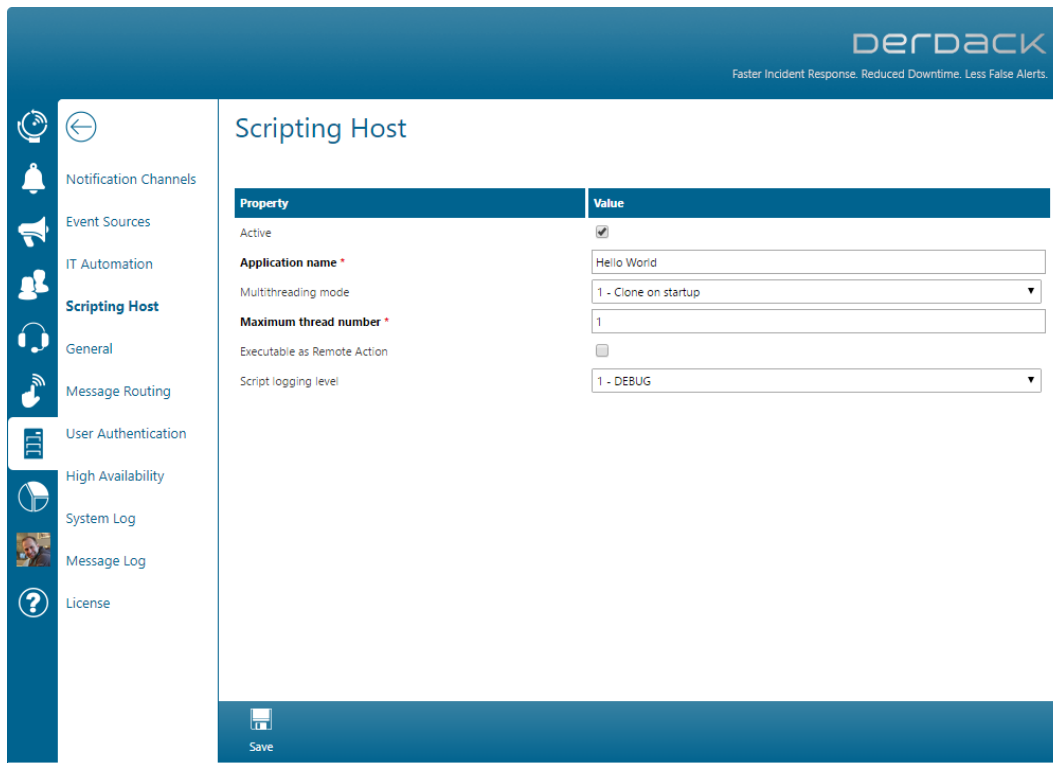 Derdack
Faster Incident Response. Reduced Downtime. Less False Alerts.
Notification Channels
Event Sources
IT Automation
Scripting Host
General
Message Routing
User Authentication
High Availability
System Log
Message Log
License
Scripting Host
Property Value
Active
Application name * Hello World
Multithreading mode 1 - Clone on startup
Maximum thread number * 1
Executable as Remote Action
Script logging level 1 - DEBUG
Save